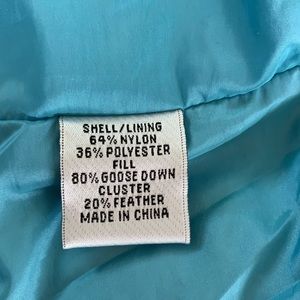 SHELL/LINING
64% NYLON
36% POLYESTER
FILL
80% GOOSE DOWN
CLUSTER
20% FEATHER
MADE IN CHINA